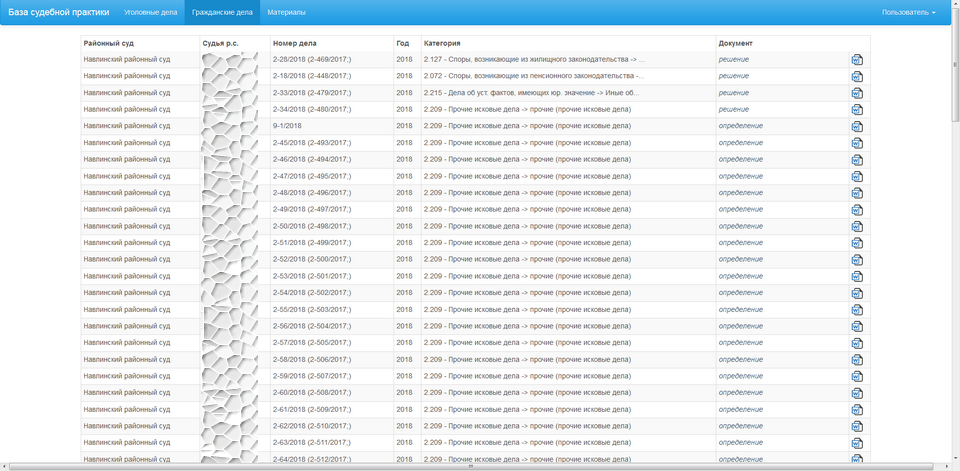 База судебной практики Уголовные дела Гражданские дела Материалы Пользователь
Районный суд Судья р.с. Номер дела Год Категория Документ
Навлинский районный суд 2-28/2018 (2-469/2017;) 2018 2.127 - Споры, возникающие из жилищного законодательства -> ... решение
Навлинский районный суд 2-18/2018 (2-448/2017;) 2018 2.072 - Споры, возникающие из пенсионного законодательства -... решение
Навлинский районный суд 2-33/2018 (2-479/2017;) 2018 2.215 - Дела об уст. фактов, имеющих юр. значение -> Иные об... решение
Навлинский районный суд 2-34/2018 (2-480/2017;) 2018 2.209 - Прочие исковые дела -> прочие (прочие исковые дела) решение
Навлинский районный суд 9-1/2018 2018 2.209 - Прочие исковые дела -> прочие (прочие исковые дела) определение
Навлинский районный суд 2-45/2018 (2-493/2017;) 2018 2.209 - Прочие исковые дела -> прочие (прочие исковые дела) определение
Навлинский районный суд 2-46/2018 (2-494/2017;) 2018 2.209 - Прочие исковые дела -> прочие (прочие исковые дела) определение
Навлинский районный суд 2-47/2018 (2-495/2017;) 2018 2.209 - Прочие исковые дела -> прочие (прочие исковые дела) определение
Навлинский районный суд 2-48/2018 (2-496/2017;) 2018 2.209 - Прочие исковые дела -> прочие (прочие исковые дела) определение
Навлинский районный суд 2-49/2018 (2-497/2017;) 2018 2.209 - Прочие исковые дела -> прочие (прочие исковые дела) определение
Навлинский районный суд 2-50/2018 (2-498/2017;) 2018 2.209 - Прочие исковые дела -> прочие (прочие исковые дела) определение
Навлинский районный суд 2-51/2018 (2-499/2017;) 2018 2.209 - Прочие исковые дела -> прочие (прочие исковые дела) определение
Навлинский районный суд 2-52/2018 (2-500/2017;) 2018 2.209 - Прочие исковые дела -> прочие (прочие исковые дела) определение
Навлинский районный суд 2-53/2018 (2-501/2017;) 2018 2.209 - Прочие исковые дела -> прочие (прочие исковые дела) определение
Навлинский районный суд 2-54/2018 (2-502/2017;) 2018 2.209 - Прочие исковые дела -> прочие (прочие исковые дела) определение
Навлинский районный суд 2-55/2018 (2-503/2017;) 2018 2.209 - Прочие исковые дела -> прочие (прочие исковые дела) определение
Навлинский районный суд 2-56/2018 (2-504/2017;) 2018 2.209 - Прочие исковые дела -> прочие (прочие исковые дела) определение
Навлинский районный суд 2-57/2018 (2-505/2017;) 2018 2.209 - Прочие исковые дела -> прочие (прочие исковые дела) определение
Навлинский районный суд 2-58/2018 (2-506/2017;) 2018 2.209 - Прочие исковые дела -> прочие (прочие исковые дела) определение
Навлинский районный суд 2-59/2018 (2-507/2017;) 2018 2.209 - Прочие исковые дела -> прочие (прочие исковые дела) определение
Навлинский районный суд 2-60/2018 (2-508/2017;) 2018 2.209 - Прочие исковые дела -> прочие (прочие исковые дела) определение
Навлинский районный суд 2-61/2018 (2-509/2017;) 2018 2.209 - Прочие исковые дела -> прочие (прочие исковые дела) определение
Навлинский районный суд 2-62/2018 (2-510/2017;) 2018 2.209 - Прочие исковые дела -> прочие (прочие исковые дела) определение
Навлинский районный суд 2-63/2018 (2-511/2017;) 2018 2.209 - Прочие исковые дела -> прочие (прочие исковые дела) определение
Навлинский районный суд 2-64/2018 (2-512/2017;) 2018 2.209 - Прочие исковые дела -> прочие (прочие исковые дела) определение